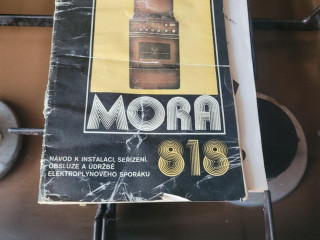 MORA
818
NÁVOD K INSTALACI, SEŘÍZENÍ,
OBSLUZE A ÚDRŽBĚ
ELEKTROPLYNOVÉHO SPORÁKU